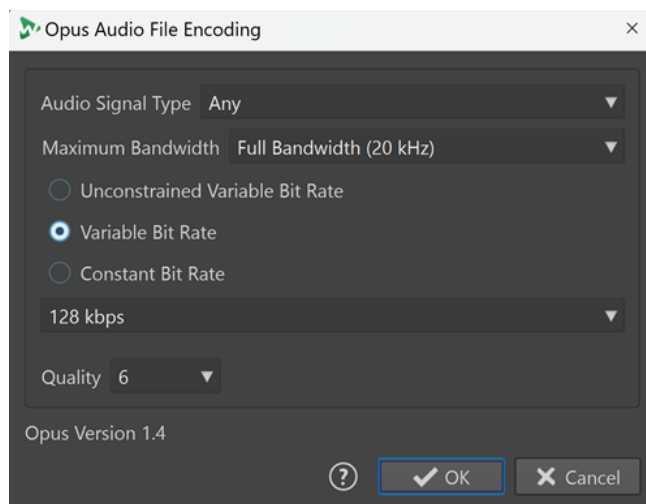 Opus Audio File Encoding
Audio Signal Type Any
Maximum Bandwidth Full Bandwidth (20 kHz)
Unconstrained Variable Bit Rate
Variable Bit Rate
Constant Bit Rate
128 kbps
Quality 6
Opus Version 1.4
? OK Cancel